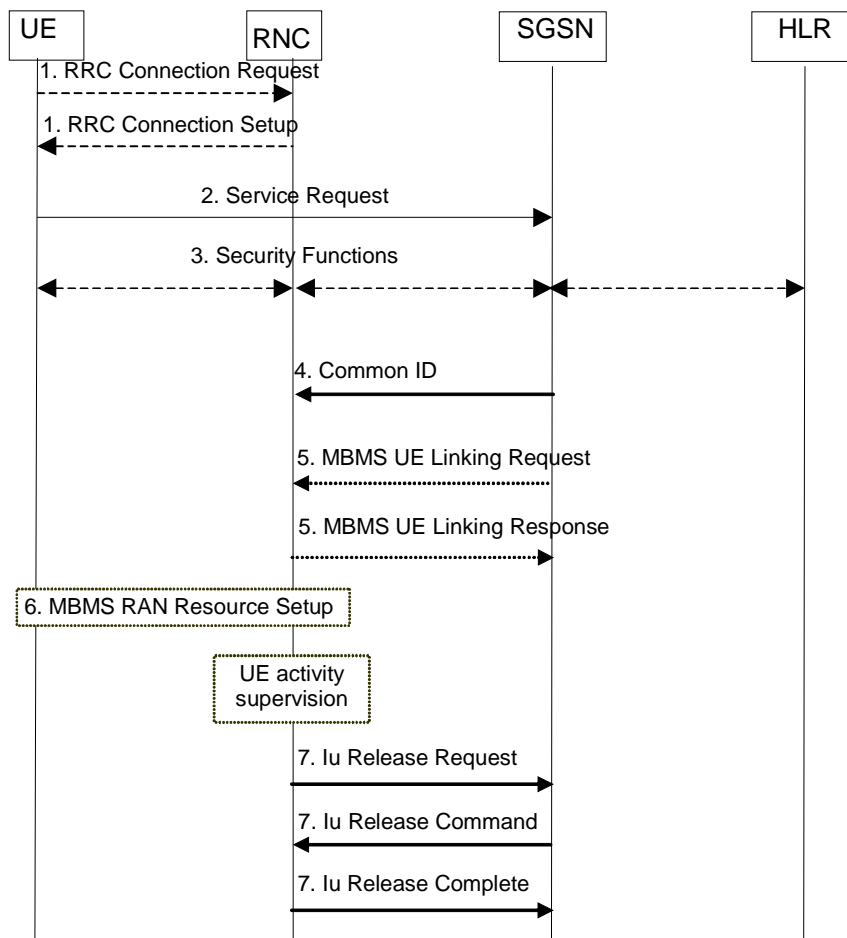 UE
RNC
SGSN
HLR
1. RRC Connection Request
1. RRC Connection Setup
2. Service Request
3. Security Functions
4. Common ID
5. MBMS UE Linking Request
5. MBMS UE Linking Response
6. MBMS RAN Resource Setup
UE activity
supervision
7. Iu Release Request
7. Iu Release Command
7. Iu Release Complete